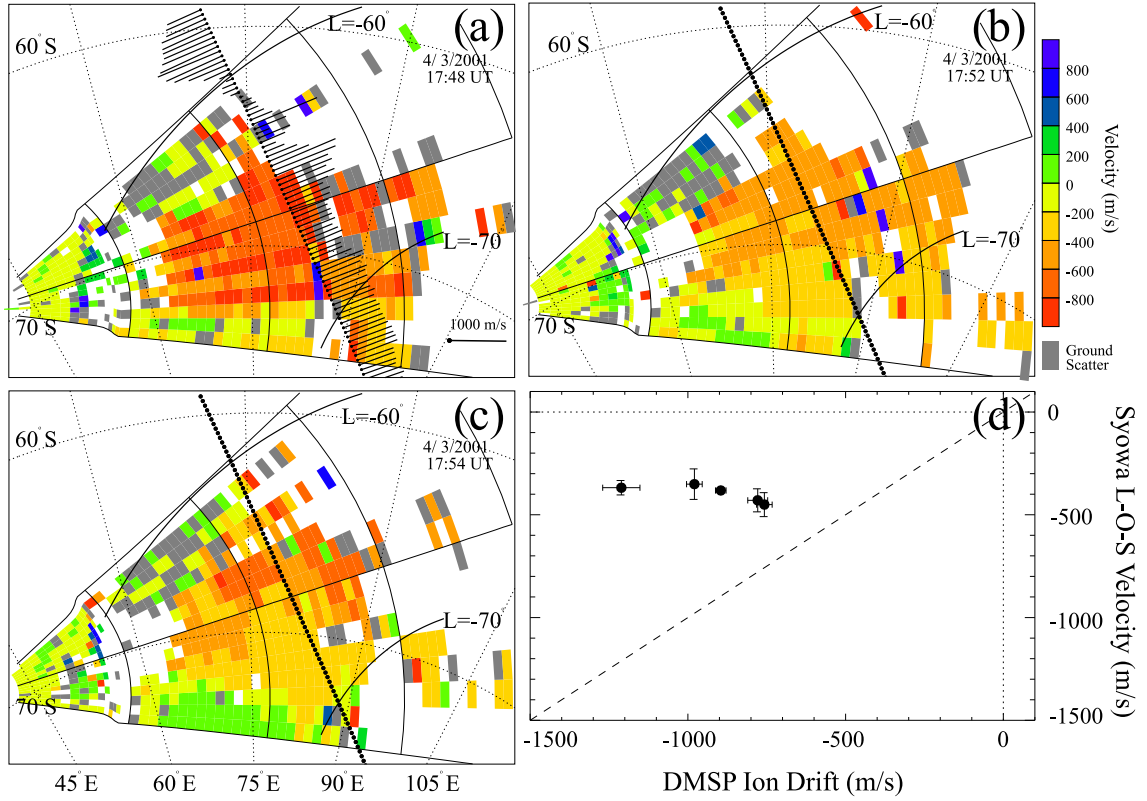 (a)
L=-60°
60°S
4/ 3/2001
17:48 UT
L=-70°
1000 m/s
70°S
(b)
L=-60°
60°S
4/ 3/2001
17:52 UT
L=-70°
70°S
800
600
400
200
0
-200
-400
-600
-800
Velocity (m/s)
Ground
Scatter
(c)
L=-60°
60°S
4/ 3/2001
17:54 UT
L=-70°
70°S
45°E
60°E
75°E
90°E
105°E
(d)
0
-500
-1000
-1500
Syowa L-O-S Velocity (m/s)
-1500
-1000
-500
0
DMSP Ion Drift (m/s)